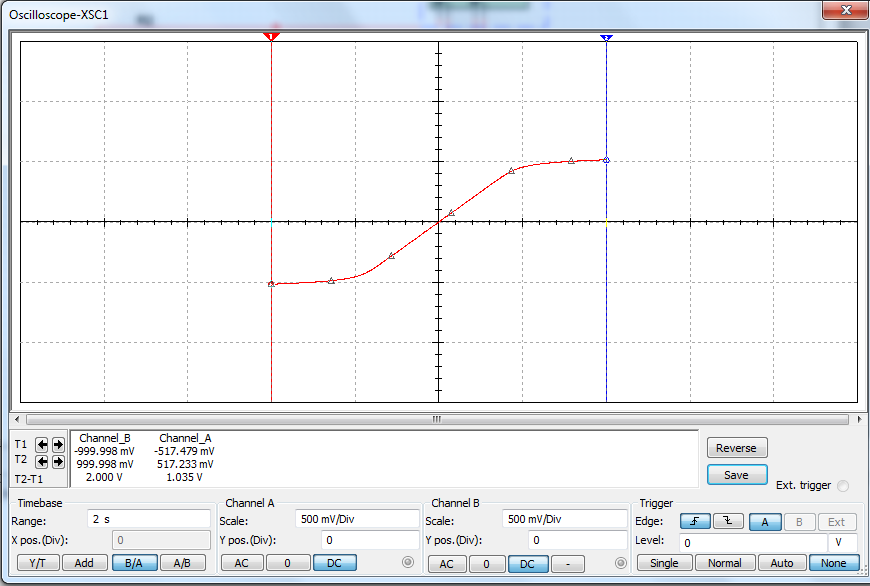 Oscilloscope-XSC1
1
2
T1
T2
T2-T1
Channel_B Channel_A
-999.998 mV -517.479 mV
999.998 mV 517.233 mV
2.000 V 1.035 V
Reverse
Save
Ext. trigger
Timebase
Range: 2 s
X pos.(Div): 0
Y/T Add B/A A/B
Channel A
Scale: 500 mV/Div
Y pos.(Div): 0
AC 0 DC
Channel B
Scale: 500 mV/Div
Y pos.(Div): 0
AC 0 DC -
Trigger
Edge: A B Ext
Level: 0 V
Single Normal Auto None